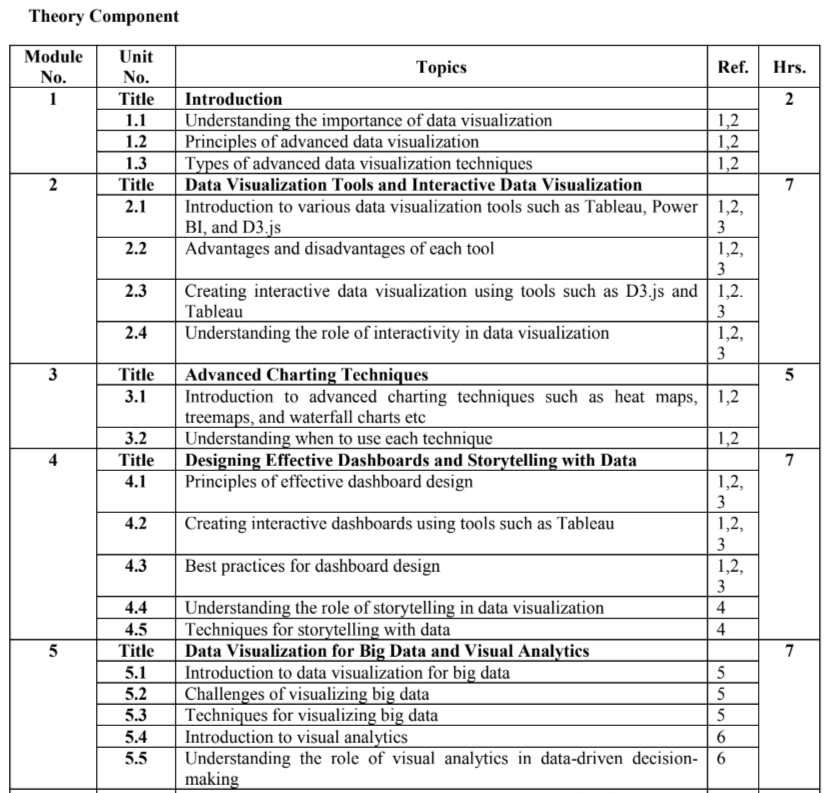 Theory Component
Module No. Unit No. Topics Ref. Hrs.
1 Title Introduction 2
1.1 Understanding the importance of data visualization 1,2
1.2 Principles of advanced data visualization 1,2
1.3 Types of advanced data visualization techniques 1,2
2 Title Data Visualization Tools and Interactive Data Visualization 7
2.1 Introduction to various data visualization tools such as Tableau, Power 1,2,
BI, and D3.js 3
2.2 Advantages and disadvantages of each tool 1,2,
3
2.3 Creating interactive data visualization using tools such as D3.js and 1,2.
Tableau 3
2.4 Understanding the role of interactivity in data visualization 1,2,
3
3 Title Advanced Charting Techniques 5
3.1 Introduction to advanced charting techniques such as heat maps, 1,2
treemaps, and waterfall charts etc
3.2 Understanding when to use each technique 1,2
4 Title Designing Effective Dashboards and Storytelling with Data 7
4.1 Principles of effective dashboard design 1,2,
3
4.2 Creating interactive dashboards using tools such as Tableau 1,2,
3
4.3 Best practices for dashboard design 1,2,
3
4.4 Understanding the role of storytelling in data visualization 4
4.5 Techniques for storytelling with data 4
5 Title Data Visualization for Big Data and Visual Analytics 7
5.1 Introduction to data visualization for big data 5
5.2 Challenges of visualizing big data 5
5.3 Techniques for visualizing big data 5
5.4 Introduction to visual analytics 6
5.5 Understanding the role of visual analytics in data-driven decision- 6
making